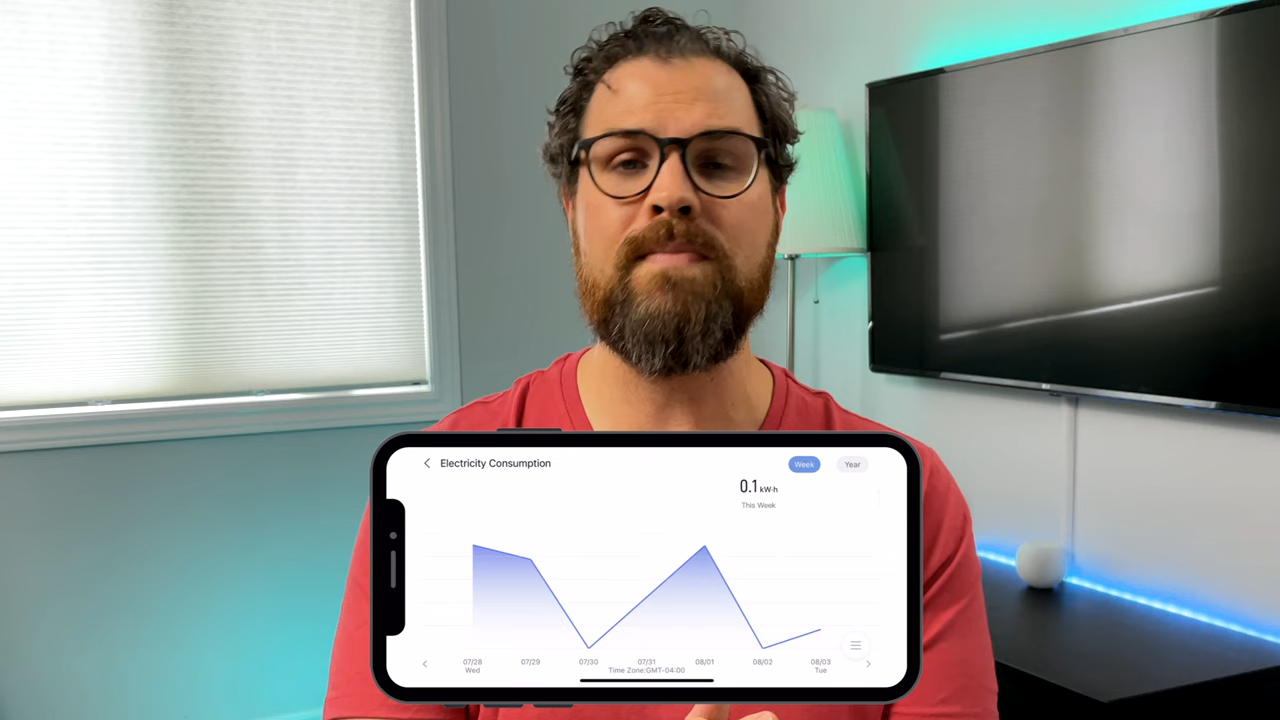 Electricity Consumption
Week
Year
0.1 kW·h
This Week
07/28 07/29 07/30 07/31 08/01 08/02 08/03
Wed Time Zone:GMT-04:00 Tue